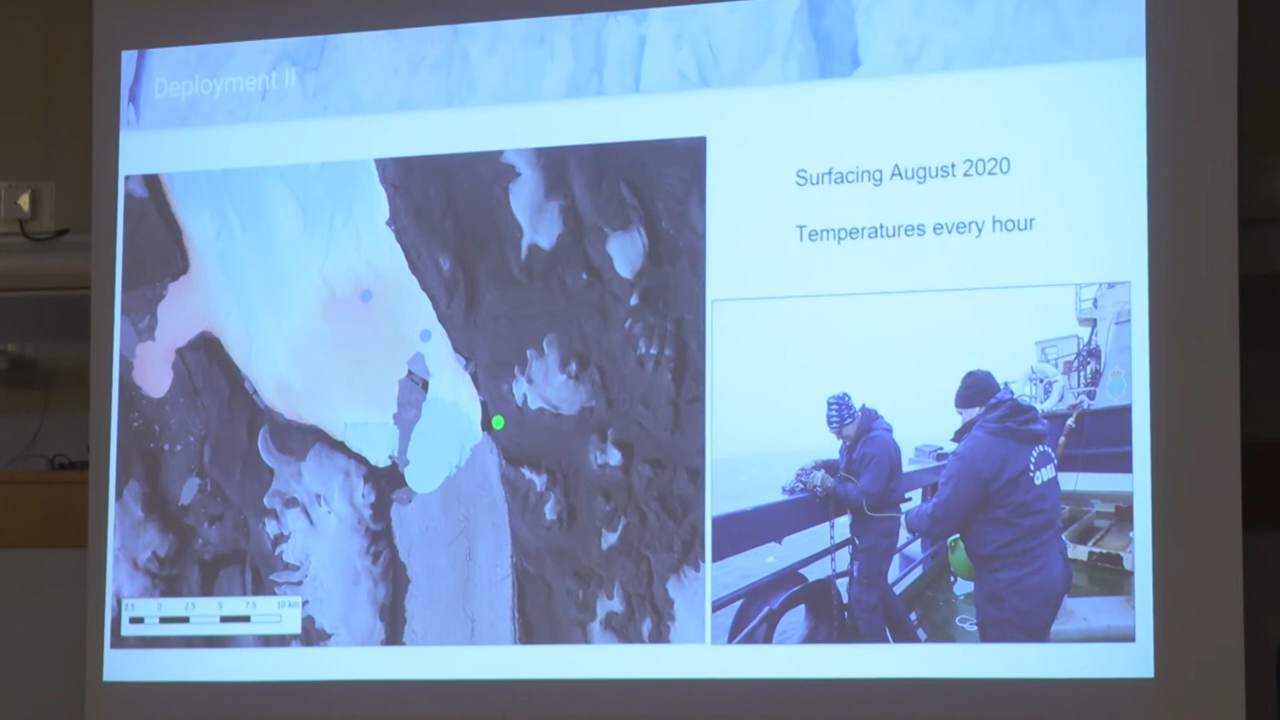 Deployment II
Surfacing August 2020
Temperatures every hour
2,5 0 2,5 5 7,5 10 km